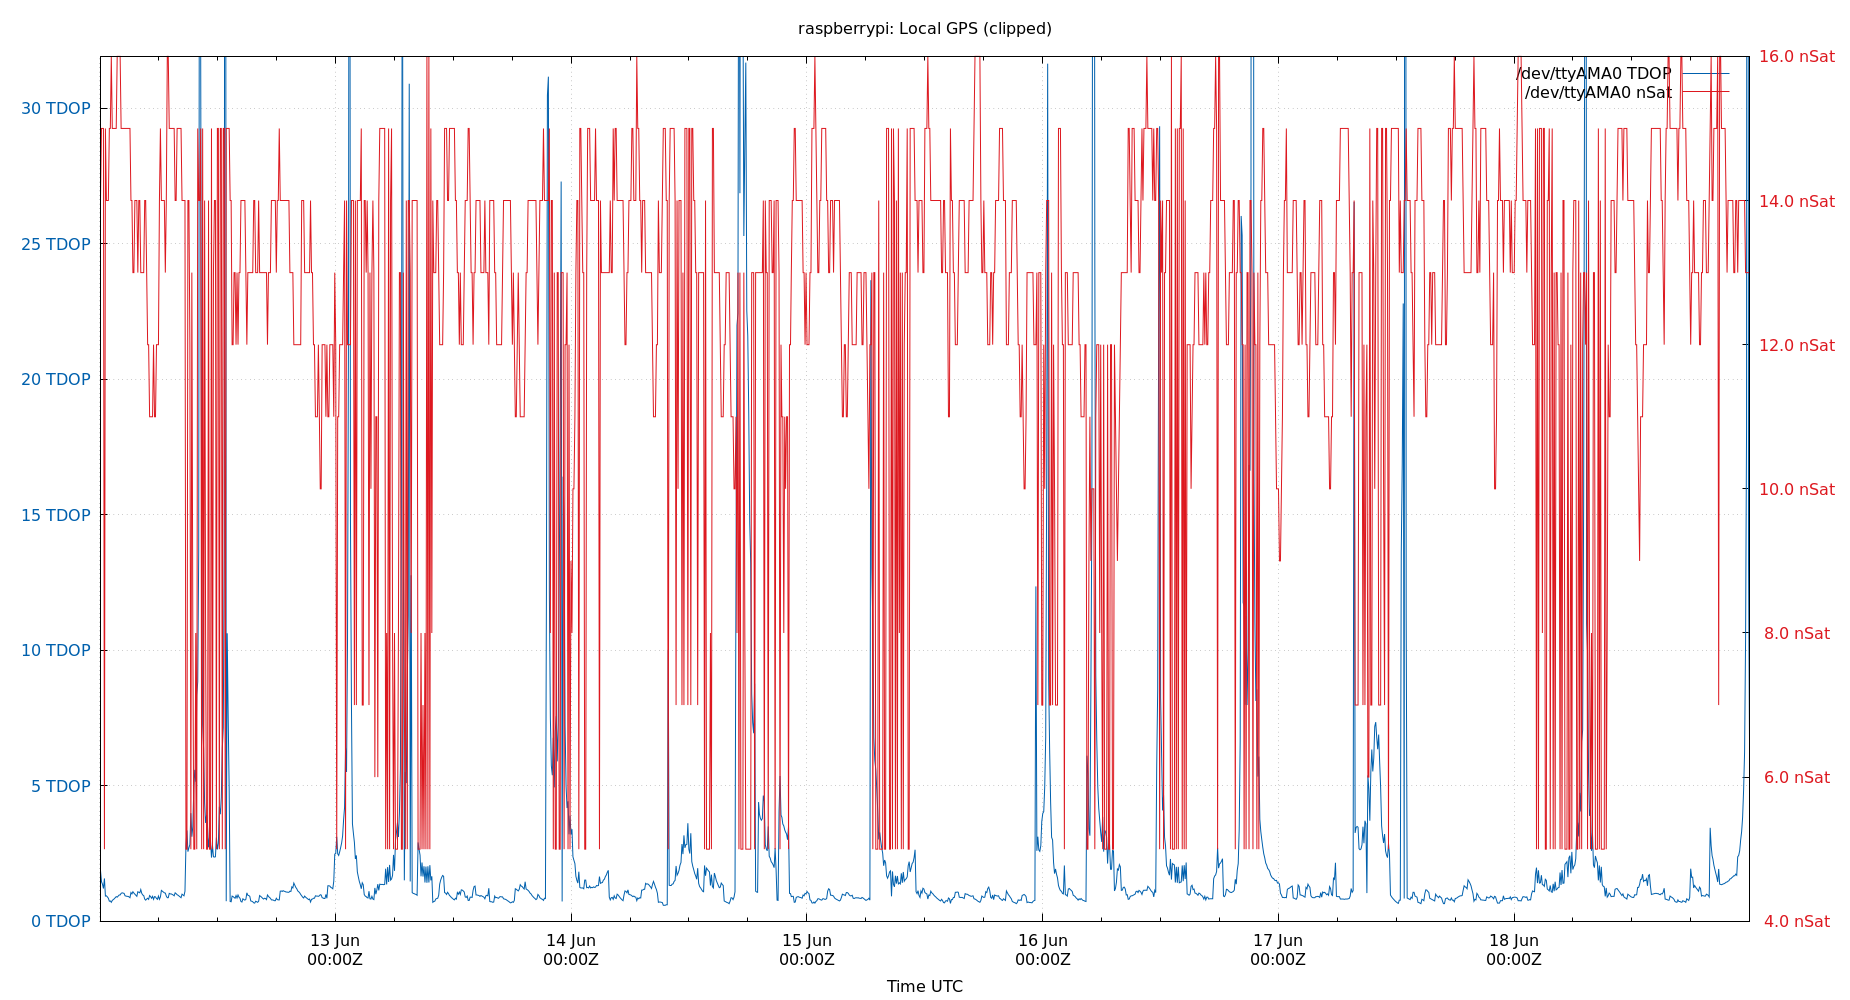 raspberrypi: Local GPS (clipped)
16.0 nSat
/dev/ttyAMA0 TDOP
/dev/ttyAMA0 nSat
30 TDOP
14.0 nSat
25 TDOP
12.0 nSat
20 TDOP
10.0 nSat
15 TDOP
8.0 nSat
10 TDOP
6.0 nSat
5 TDOP
0 TDOP
4.0 nSat
13 Jun
00:00Z
14 Jun
00:00Z
15 Jun
00:00Z
16 Jun
00:00Z
17 Jun
00:00Z
18 Jun
00:00Z
Time UTC